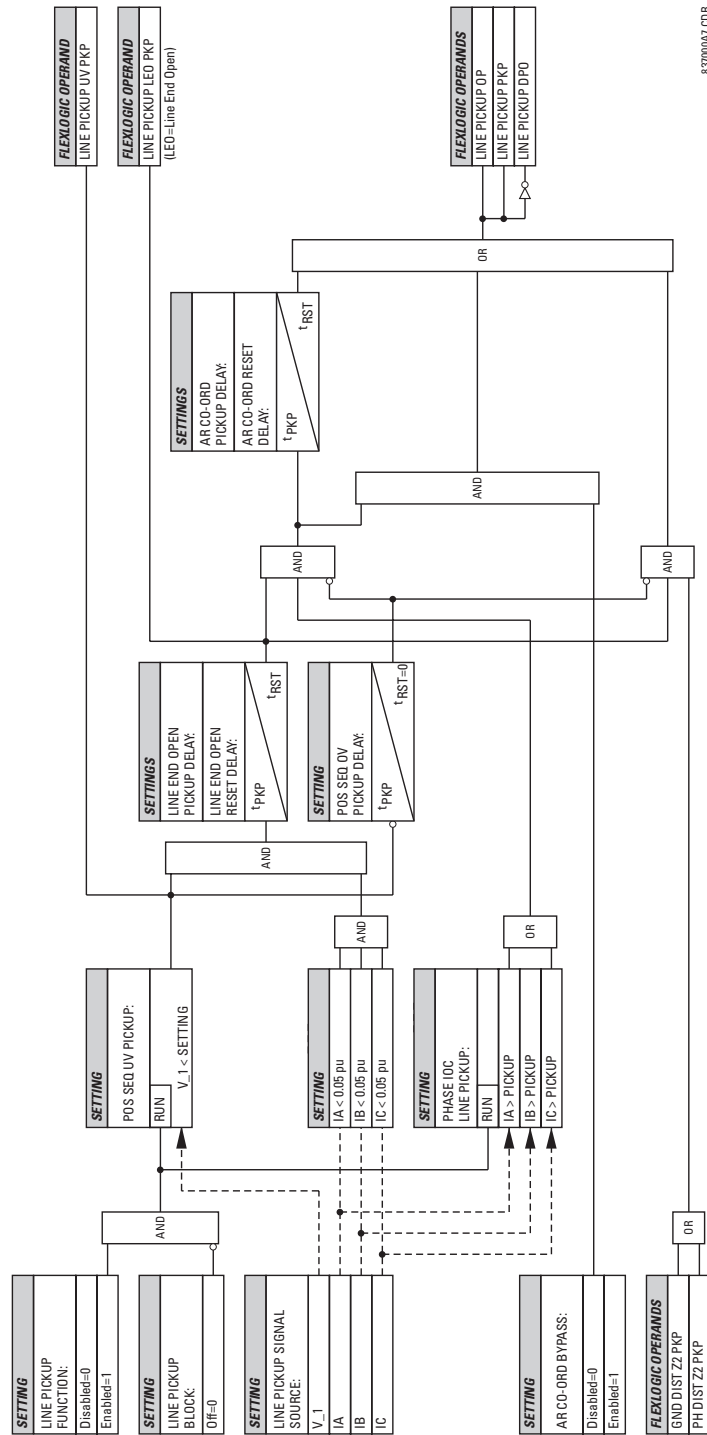 SETTING
LINE PICKUP
FUNCTION:
Disabled=0
Enabled=1
SETTING
LINE PICKUP
BLOCK:
Off=0
SETTING
LINE PICKUP SIGNAL
SOURCE:
V_1
IA
IB
IC
SETTING
AR CO-ORD BYPASS:
Disabled=0
Enabled=1
FLEXLOGIC OPERANDS
GND DIST Z2 PKP
PH DIST Z2 PKP
AND
OR
SETTING
POS SEQ UV PICKUP:
RUN
V_1 < SETTING
SETTING
IA < 0.05 pu
IB < 0.05 pu
IC < 0.05 pu
SETTING
PHASE IOC
LINE PICKUP:
RUN
IA > PICKUP
IB > PICKUP
IC > PICKUP
AND
OR
AND
SETTINGS
LINE END OPEN
PICKUP DELAY:
LINE END OPEN
RESET DELAY:
tPKP
tRST
SETTING
POS SEQ OV
PICKUP DELAY:
tPKP
tRST=0
AND
AND
AND
SETTINGS
AR CO-ORD
PICKUP DELAY:
AR CO-ORD RESET
DELAY:
tPKP
tRST
OR
FLEXLOGIC OPERAND
LINE PICKUP UV PKP
FLEXLOGIC OPERAND
LINE PICKUP LEO PKP
(LEO=Line End Open)
FLEXLOGIC OPERANDS
LINE PICKUP OP
LINE PICKUP PKP
LINE PICKUP DPO